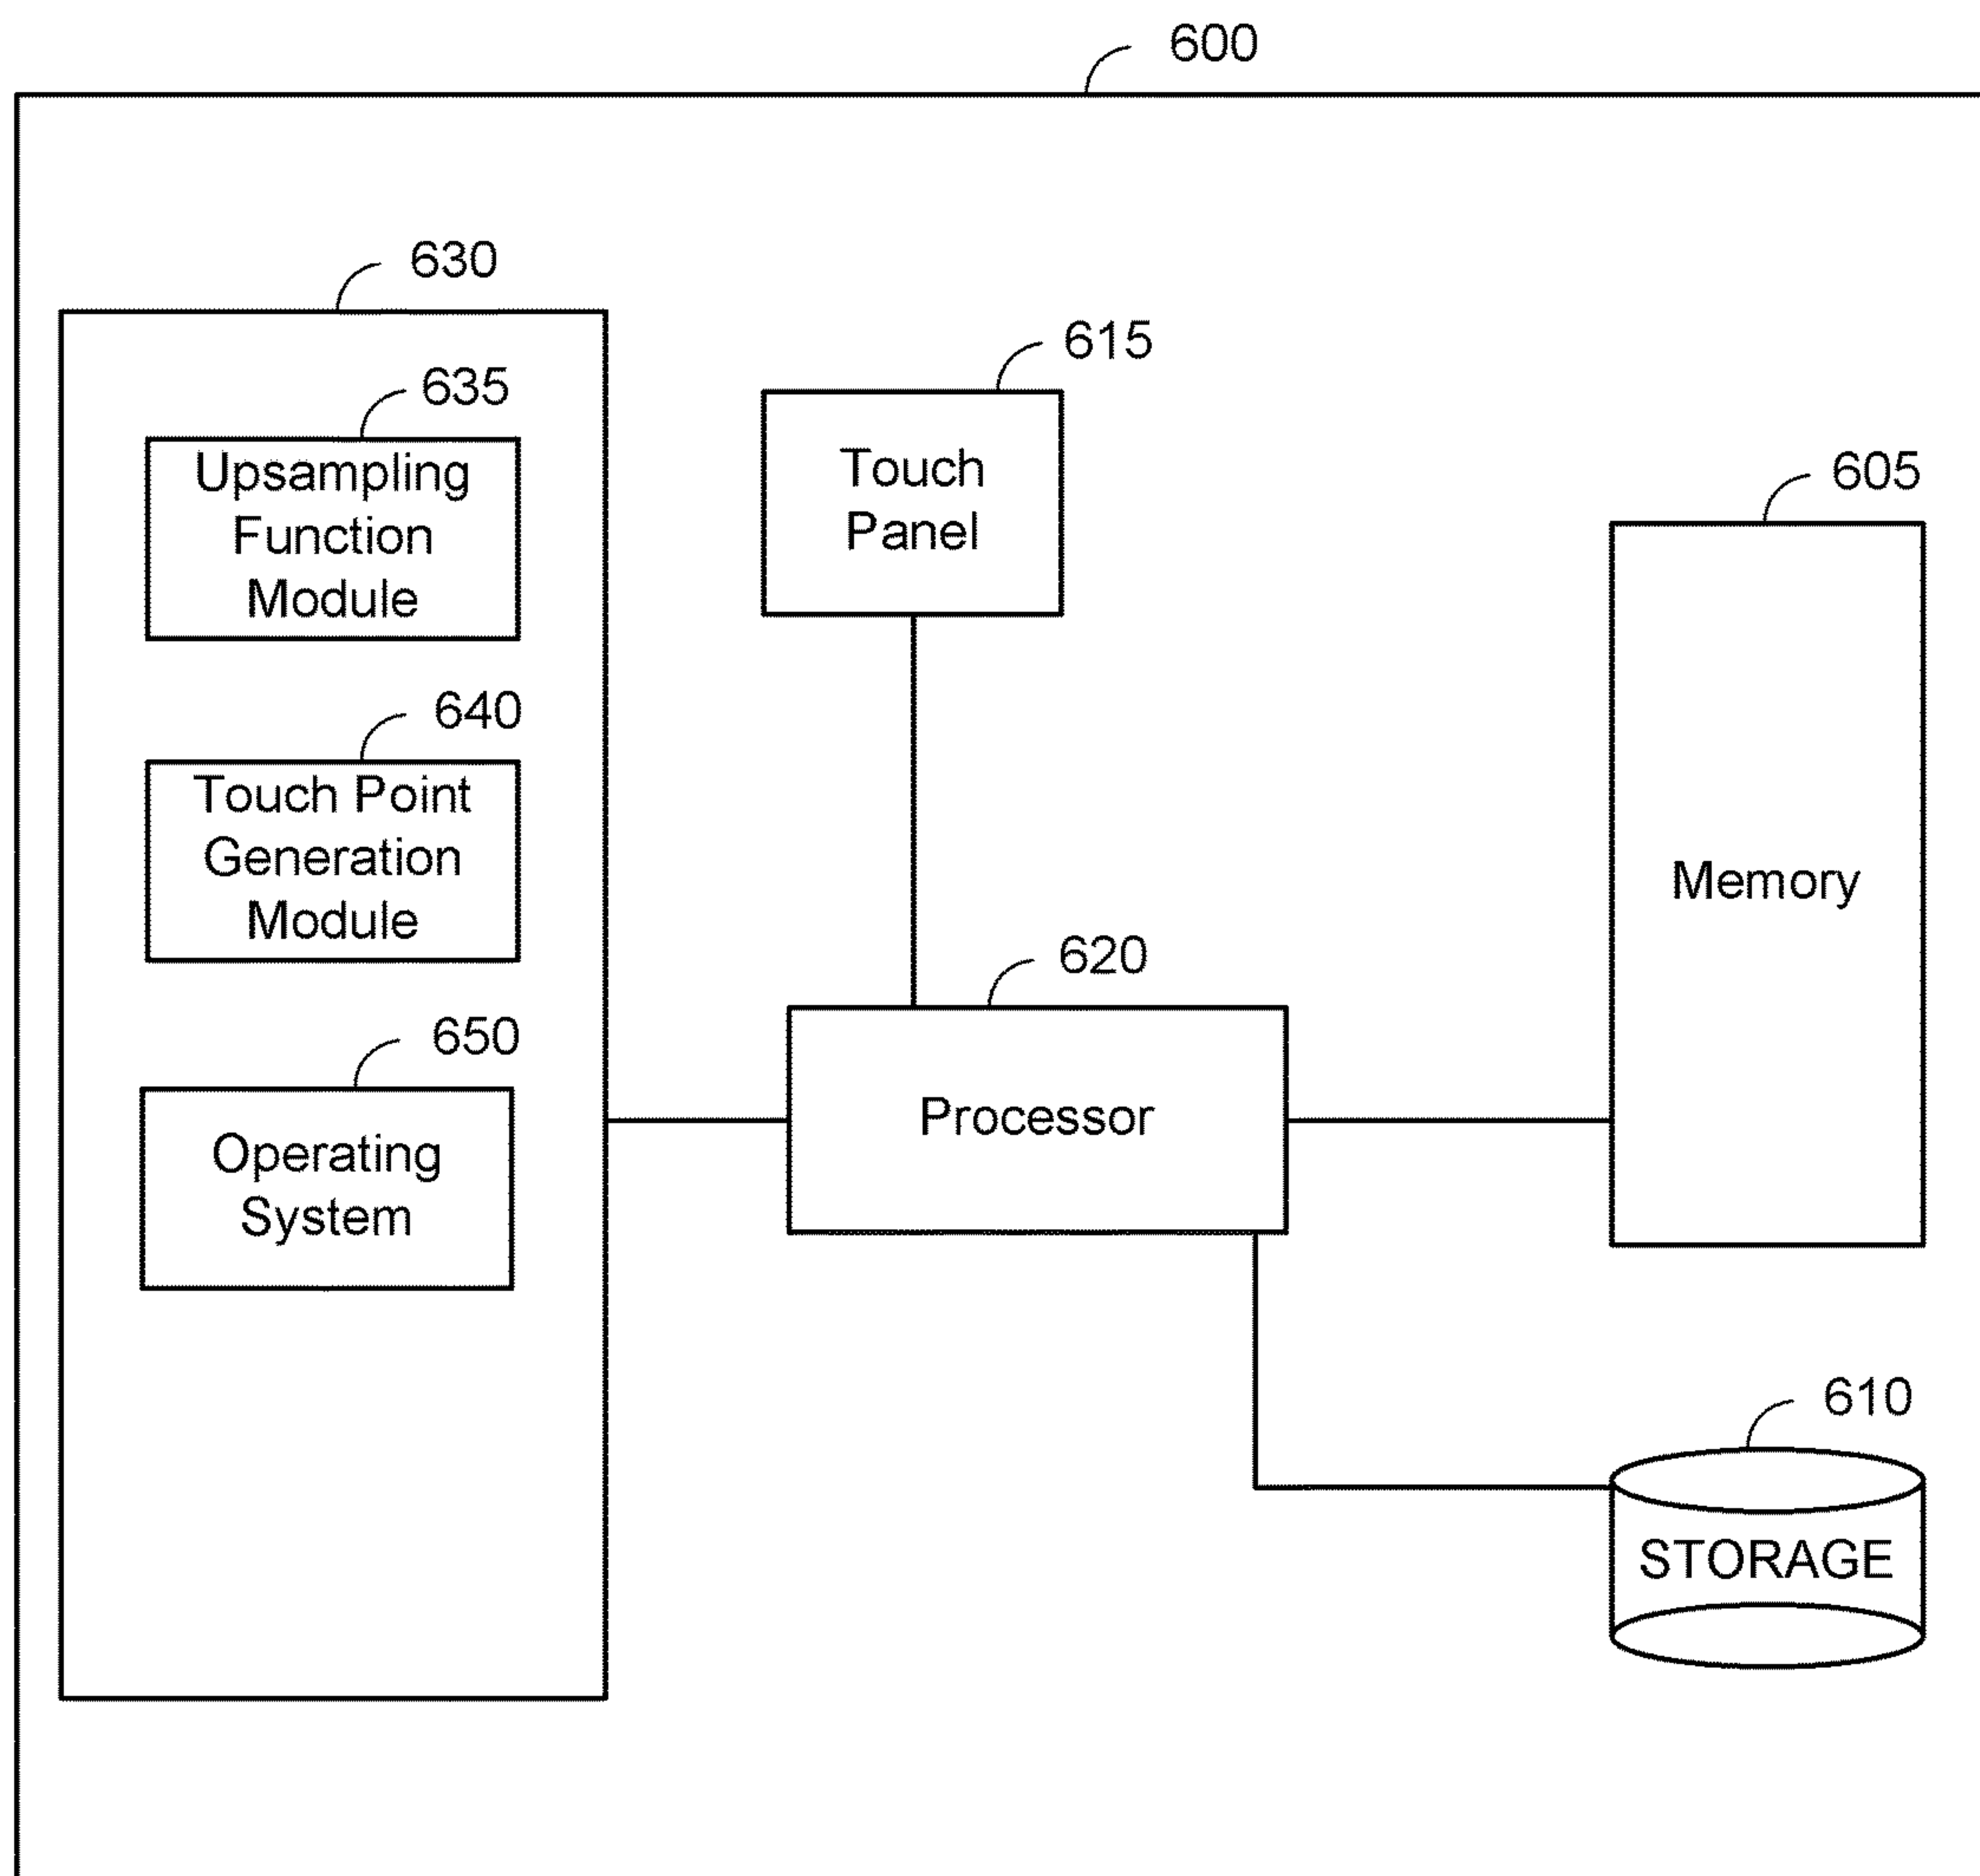 600
630
635
Upsampling
Function
Module
640
Touch Point
Generation
Module
650
Operating
System
615
Touch
Panel
620
Processor
605
Memory
610
STORAGE